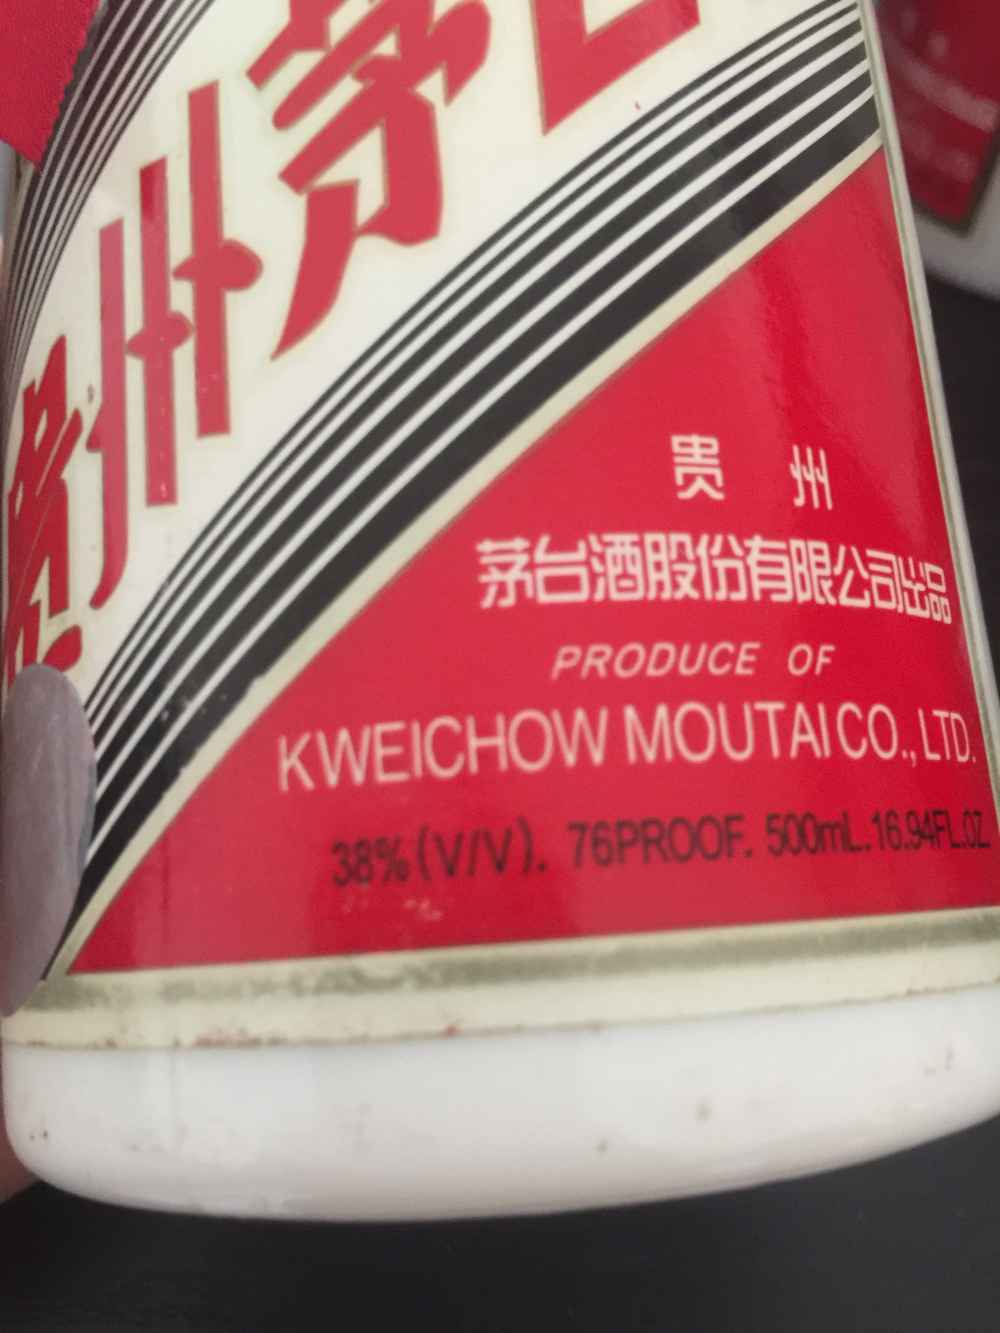 贵州茅台
贵 州
茅台酒股份有限公司出品
PRODUCE OF
KWEICHOW MOUTAI CO., LTD.
38% (V/V). 76PROOF. 500mL. 16.94FL.OZ